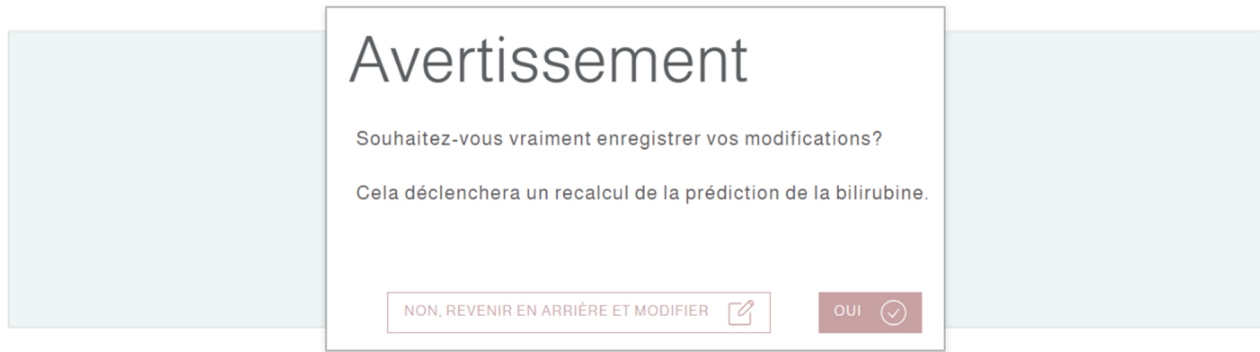 Avertissement
Souhaitez-vous vraiment enregistrer vos modifications?
Cela déclenchera un recalcul de la prédiction de la bilirubine.
NON, REVENIR EN ARRIÈRE ET MODIFIER
OUI